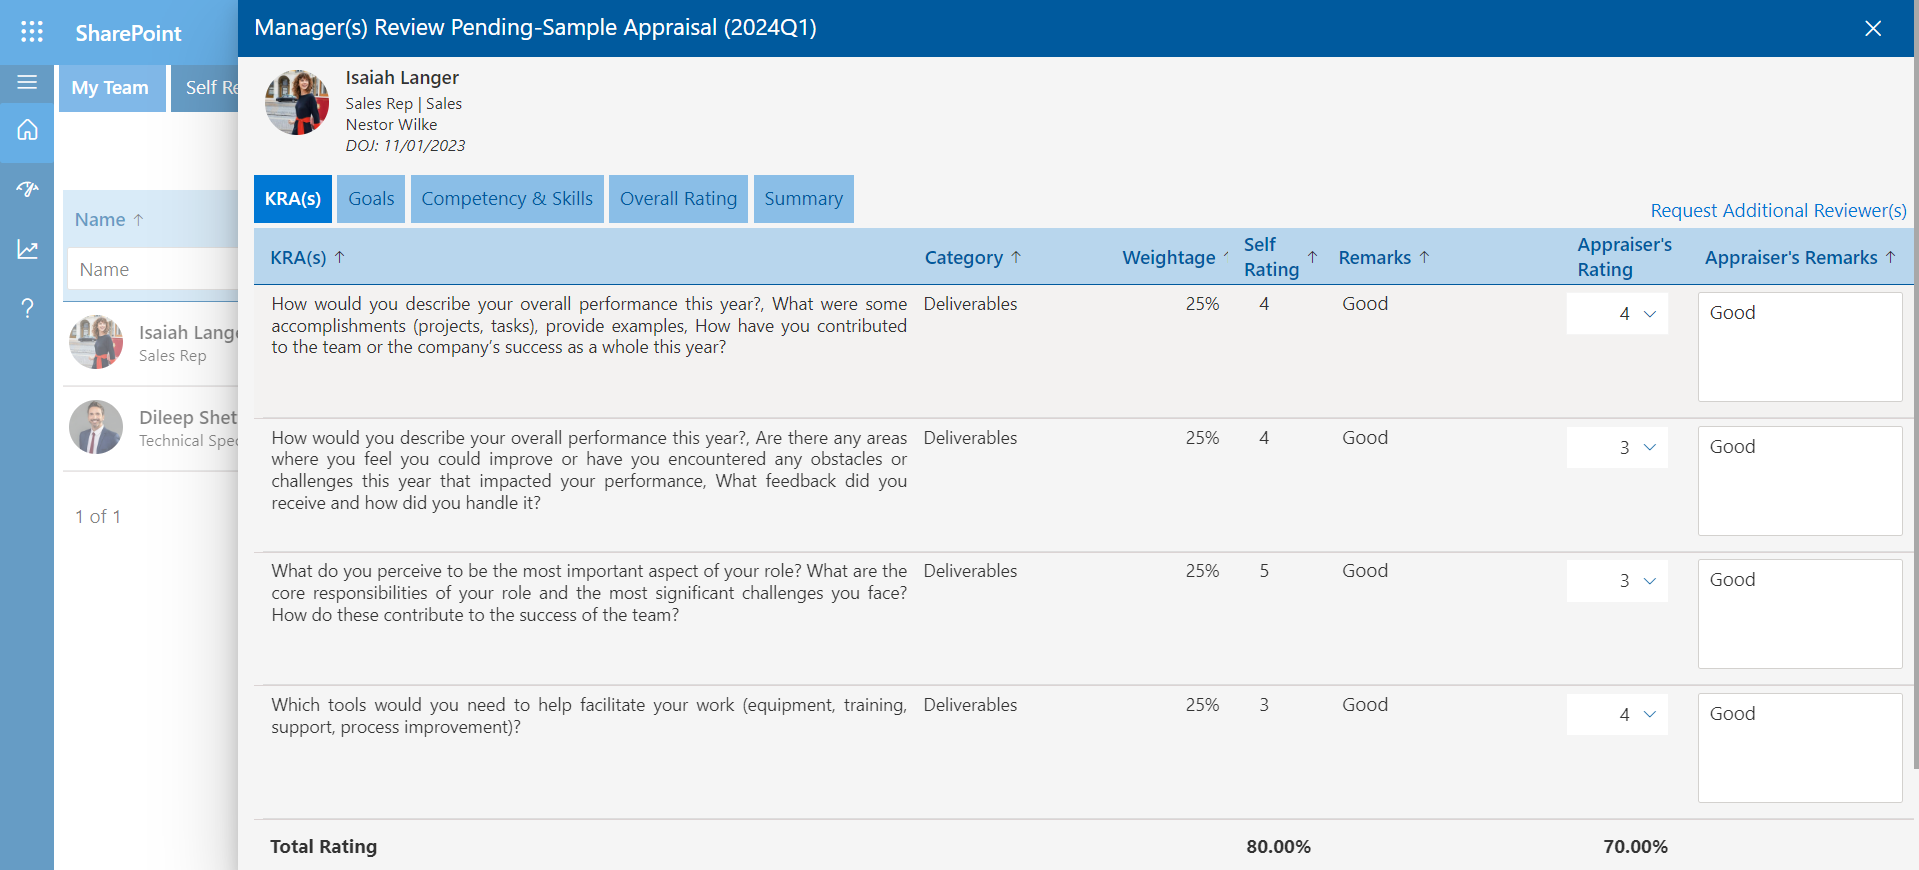 SharePoint
Manager(s) Review Pending-Sample Appraisal (2024Q1)
My Team
Self Re
Isaiah Langer
Sales Rep | Sales
Nestor Wilke
DOJ: 11/01/2023
KRA(s)
Goals
Competency & Skills
Overall Rating
Summary
Request Additional Reviewer(s)
Name
Name
Isaiah Lange
Sales Rep
Dileep Shet
Technical Spec
1 of 1
KRA(s)
Category
Weightage
Self
Rating
Remarks
Appraiser's
Rating
Appraiser's Remarks
How would you describe your overall performance this year?, What were some
accomplishments (projects, tasks), provide examples, How have you contributed
to the team or the company's success as a whole this year?
Deliverables
25%
4
Good
4
Good
How would you describe your overall performance this year?, Are there any areas
where you feel you could improve or have you encountered any obstacles or
challenges this year that impacted your performance, What feedback did you
receive and how did you handle it?
Deliverables
25%
4
Good
3
Good
What do you perceive to be the most important aspect of your role? What are the
core responsibilities of your role and the most significant challenges you face?
How do these contribute to the success of the team?
Deliverables
25%
5
Good
3
Good
Which tools would you need to help facilitate your work (equipment, training,
support, process improvement)?
Deliverables
25%
3
Good
4
Good
Total Rating
80.00%
70.00%